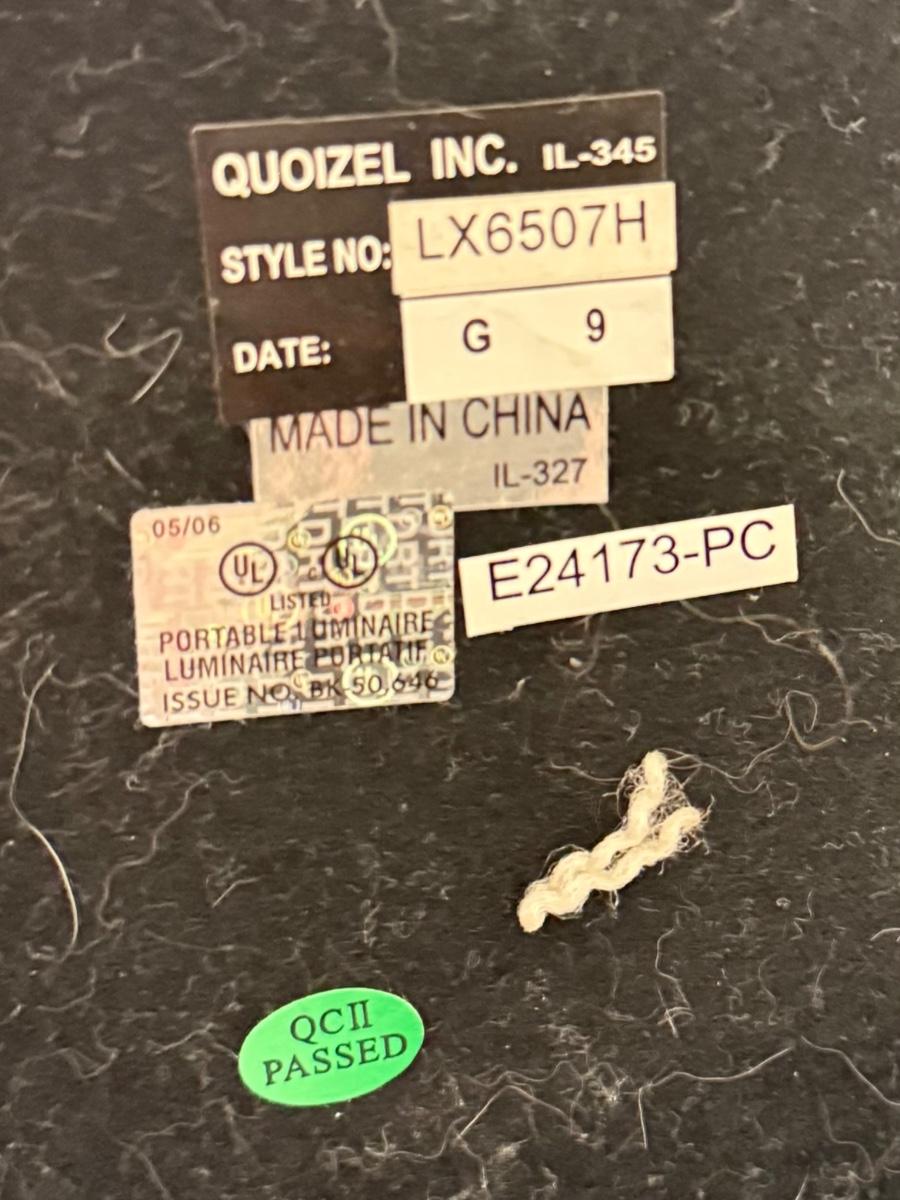 QUOIZEL INC. IL-345
STYLE NO: LX6507H
DATE: G 9
MADE IN CHINA
IL-327
05/06
UL c UL
LISTED
PORTABLE LUMINAIRE
LUMINAIRE PORTATIF
ISSUE NO. BK-50,646
E24173-PC
QCII
PASSED